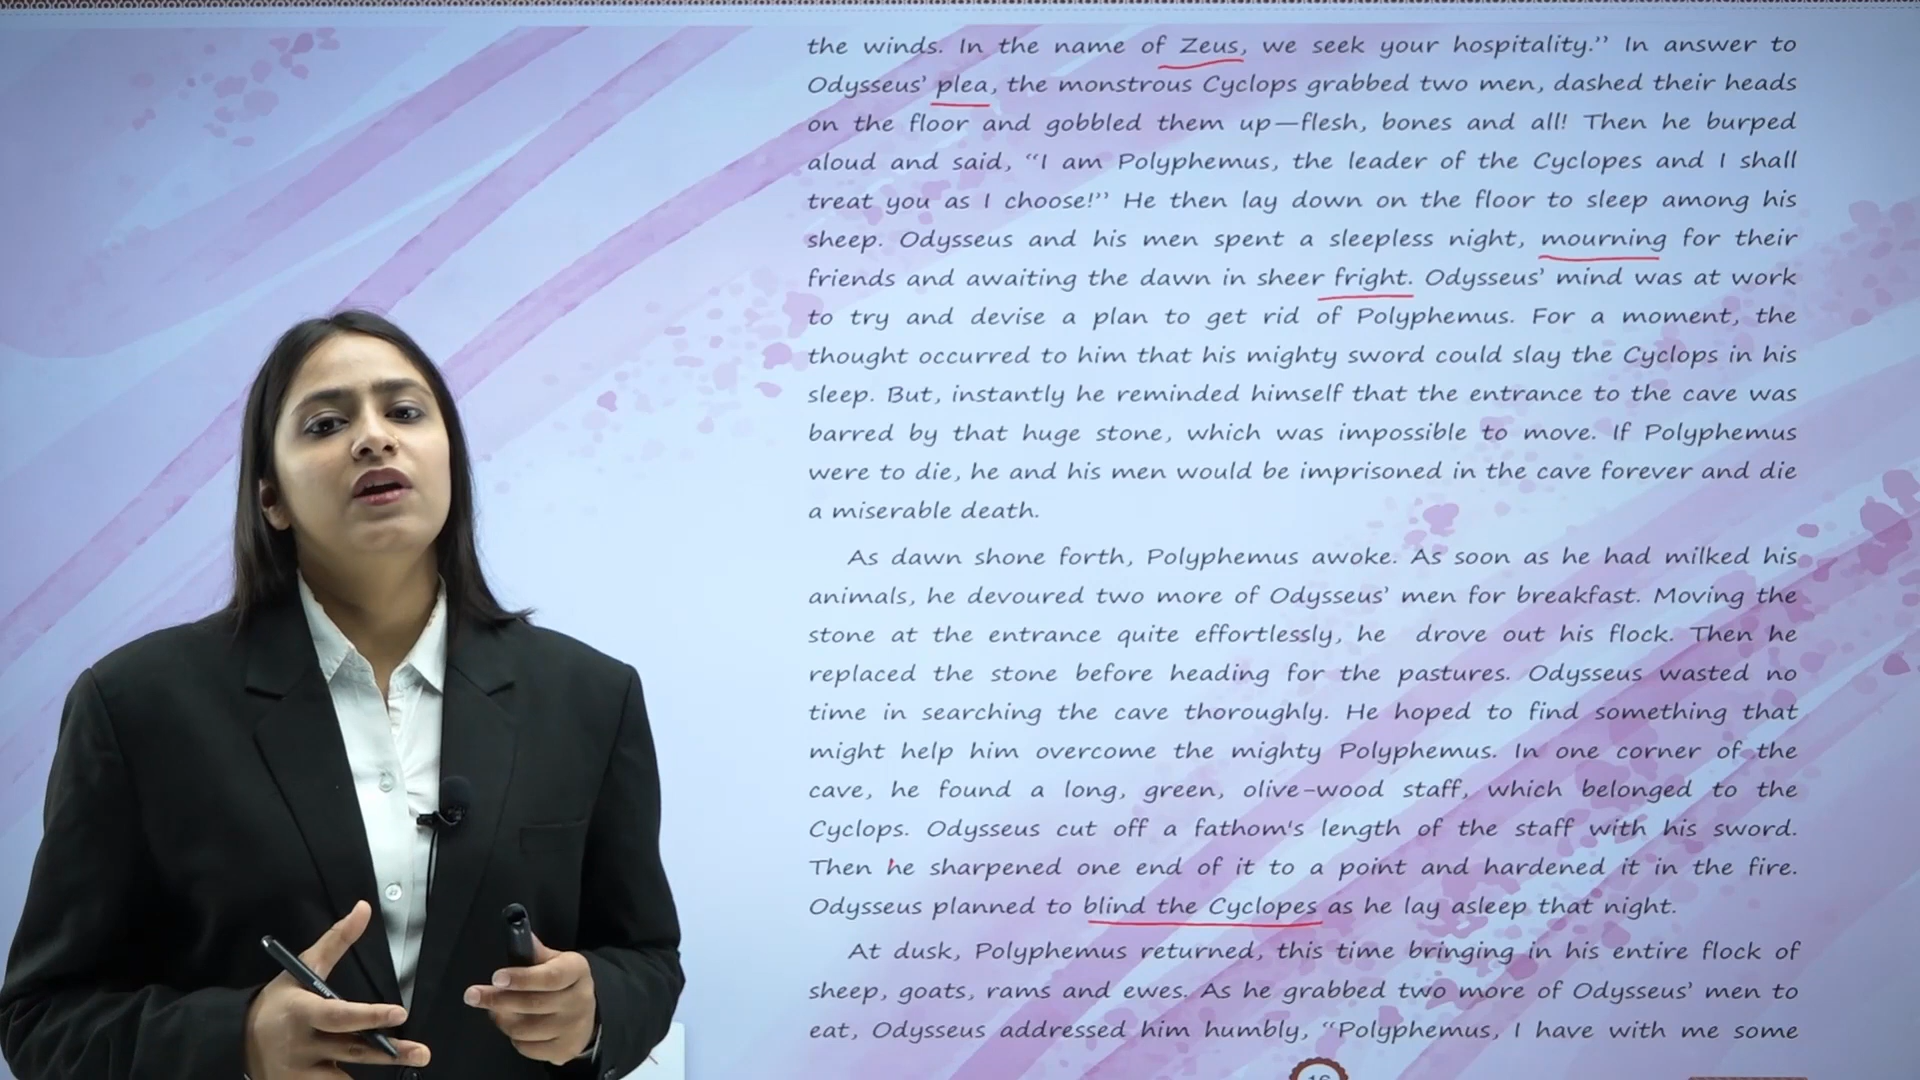 the winds. In the name of Zeus, we seek your hospitality.” In answer to
Odysseus’ plea, the monstrous Cyclops grabbed two men, dashed their heads
on the floor and gobbled them up—flesh, bones and all! Then he burped
aloud and said, “I am Polyphemus, the leader of the Cyclopes and I shall
treat you as I choose!” He then lay down on the floor to sleep among his
sheep. Odysseus and his men spent a sleepless night, mourning for their
friends and awaiting the dawn in sheer fright. Odysseus’ mind was at work
to try and devise a plan to get rid of Polyphemus. For a moment, the
thought occurred to him that his mighty sword could slay the Cyclops in his
sleep. But, instantly he reminded himself that the entrance to the cave was
barred by that huge stone, which was impossible to move. If Polyphemus
were to die, he and his men would be imprisoned in the cave forever and die
a miserable death.
As dawn shone forth, Polyphemus awoke. As soon as he had milked his
animals, he devoured two more of Odysseus’ men for breakfast. Moving the
stone at the entrance quite effortlessly, he drove out his flock. Then he
replaced the stone before heading for the pastures. Odysseus wasted no
time in searching the cave thoroughly. He hoped to find something that
might help him overcome the mighty Polyphemus. In one corner of the
cave, he found a long, green, olive-wood staff, which belonged to the
Cyclops. Odysseus cut off a fathom's length of the staff with his sword.
Then he sharpened one end of it to a point and hardened it in the fire.
Odysseus planned to blind the Cyclopes as he lay asleep that night.
At dusk, Polyphemus returned, this time bringing in his entire flock of
sheep, goats, rams and ewes. As he grabbed two more of Odysseus’ men to
eat, Odysseus addressed him humbly, “Polyphemus, I have with me some